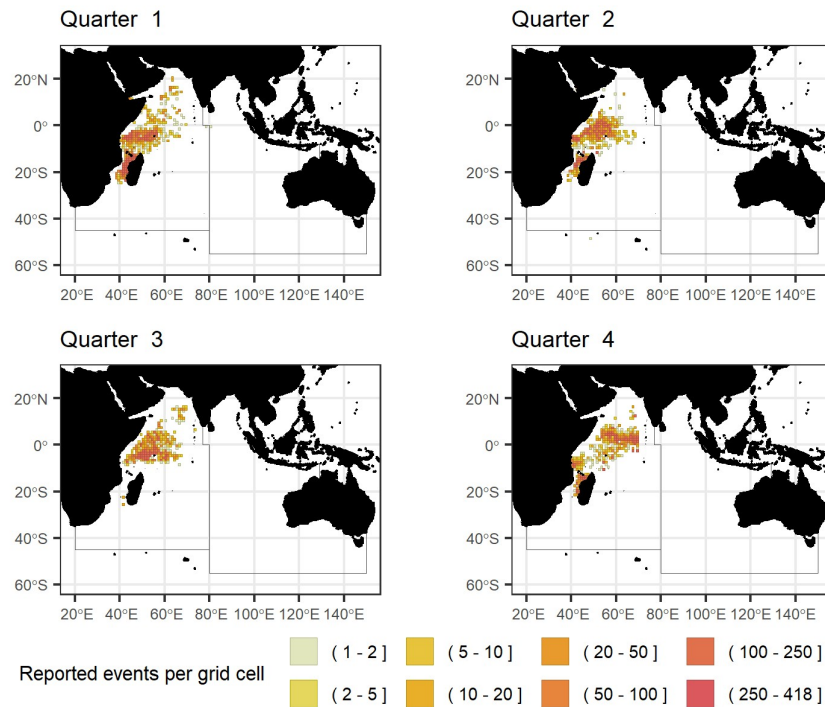 Quarter 1
Quarter 2
20°N
0°
20°S
40°S
60°S
20°E 40°E 60°E 80°E 100°E 120°E 140°E
20°N
0°
20°S
40°S
60°S
20°E 40°E 60°E 80°E 100°E 120°E 140°E
Quarter 3
Quarter 4
20°N
0°
20°S
40°S
60°S
20°E 40°E 60°E 80°E 100°E 120°E 140°E
20°N
0°
20°S
40°S
60°S
20°E 40°E 60°E 80°E 100°E 120°E 140°E
Reported events per grid cell
( 1 - 2 ] ( 5 - 10 ] ( 20 - 50 ] ( 100 - 250 ]
( 2 - 5 ] ( 10 - 20 ] ( 50 - 100 ] ( 250 - 418 ]